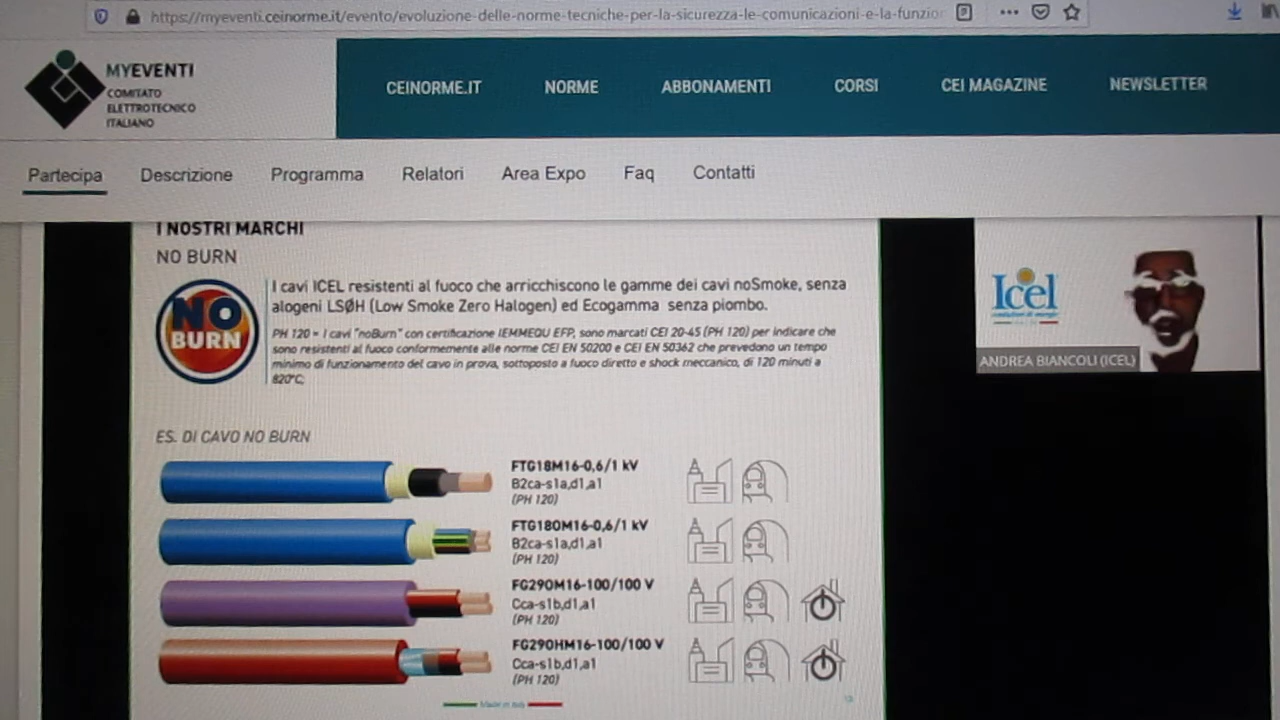 https://myeventi.ceinorme.it/evento/evoluzione-delle-norme-tecniche-per-la-sicurezza-le-comunicazioni-e-la-funzio
MYEVENTI
COMITATO
ELETTROTECNICO
ITALIANO
CEINORME.IT NORME ABBONAMENTI CORSI CEI MAGAZINE NEWSLETTER
Partecipa Descrizione Programma Relatori Area Expo Faq Contatti
I NOSTRI MARCHI
NO BURN
NO
BURN
I cavi ICEL resistenti al fuoco che arricchiscono le gamme dei cavi noSmoke, senza
alogeni LSØH (Low Smoke Zero Halogen) ed Ecogamma senza piombo.
PH 120 = I cavi "noBurn" con certificazione IEMMEQU EFP, sono marcati CEI 20-45 (PH 120) per indicare che
sono resistenti al fuoco conformemente alle norme CEI EN 50200 e CEI EN 50362 che prevedono un tempo
minimo di funzionamento del cavo in prova, sottoposto a fuoco diretto e shock meccanico, di 120 minuti a
820°C;
Icel
ANDREA BIANCOLI (ICEL)
ES. DI CAVO NO BURN
FTG18M16-0,6/1 kV
B2ca-s1a,d1,a1
(PH 120)
FTG18OM16-0,6/1 kV
B2ca-s1a,d1,a1
(PH 120)
FG29OM16-100/100 V
Cca-s1b,d1,a1
(PH 120)
FG29OHM16-100/100 V
Cca-s1b,d1,a1
(PH 120)
Made in Italy